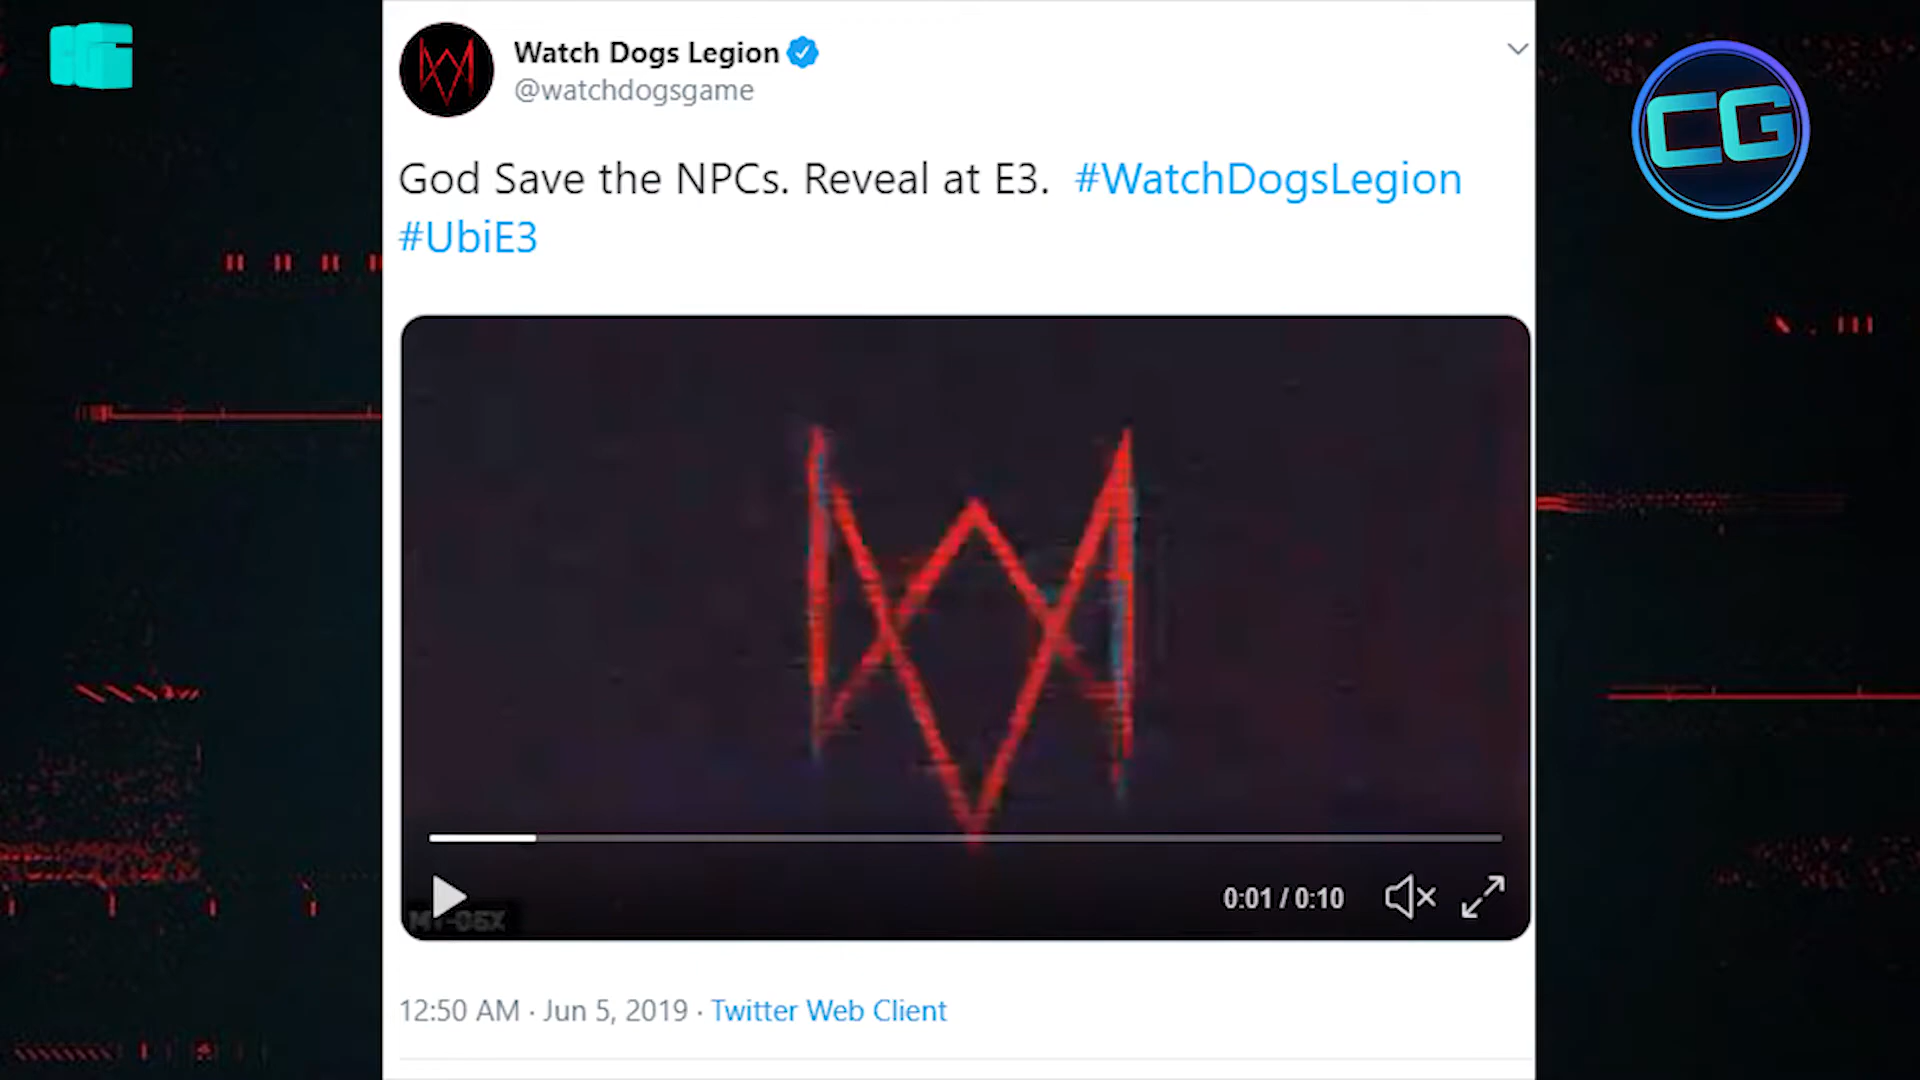 CG
Watch Dogs Legion
@watchdogsgame
CG
God Save the NPCs. Reveal at E3. #WatchDogsLegion
#UbiE3
0:01 / 0:10
12:50 AM · Jun 5, 2019 · Twitter Web Client